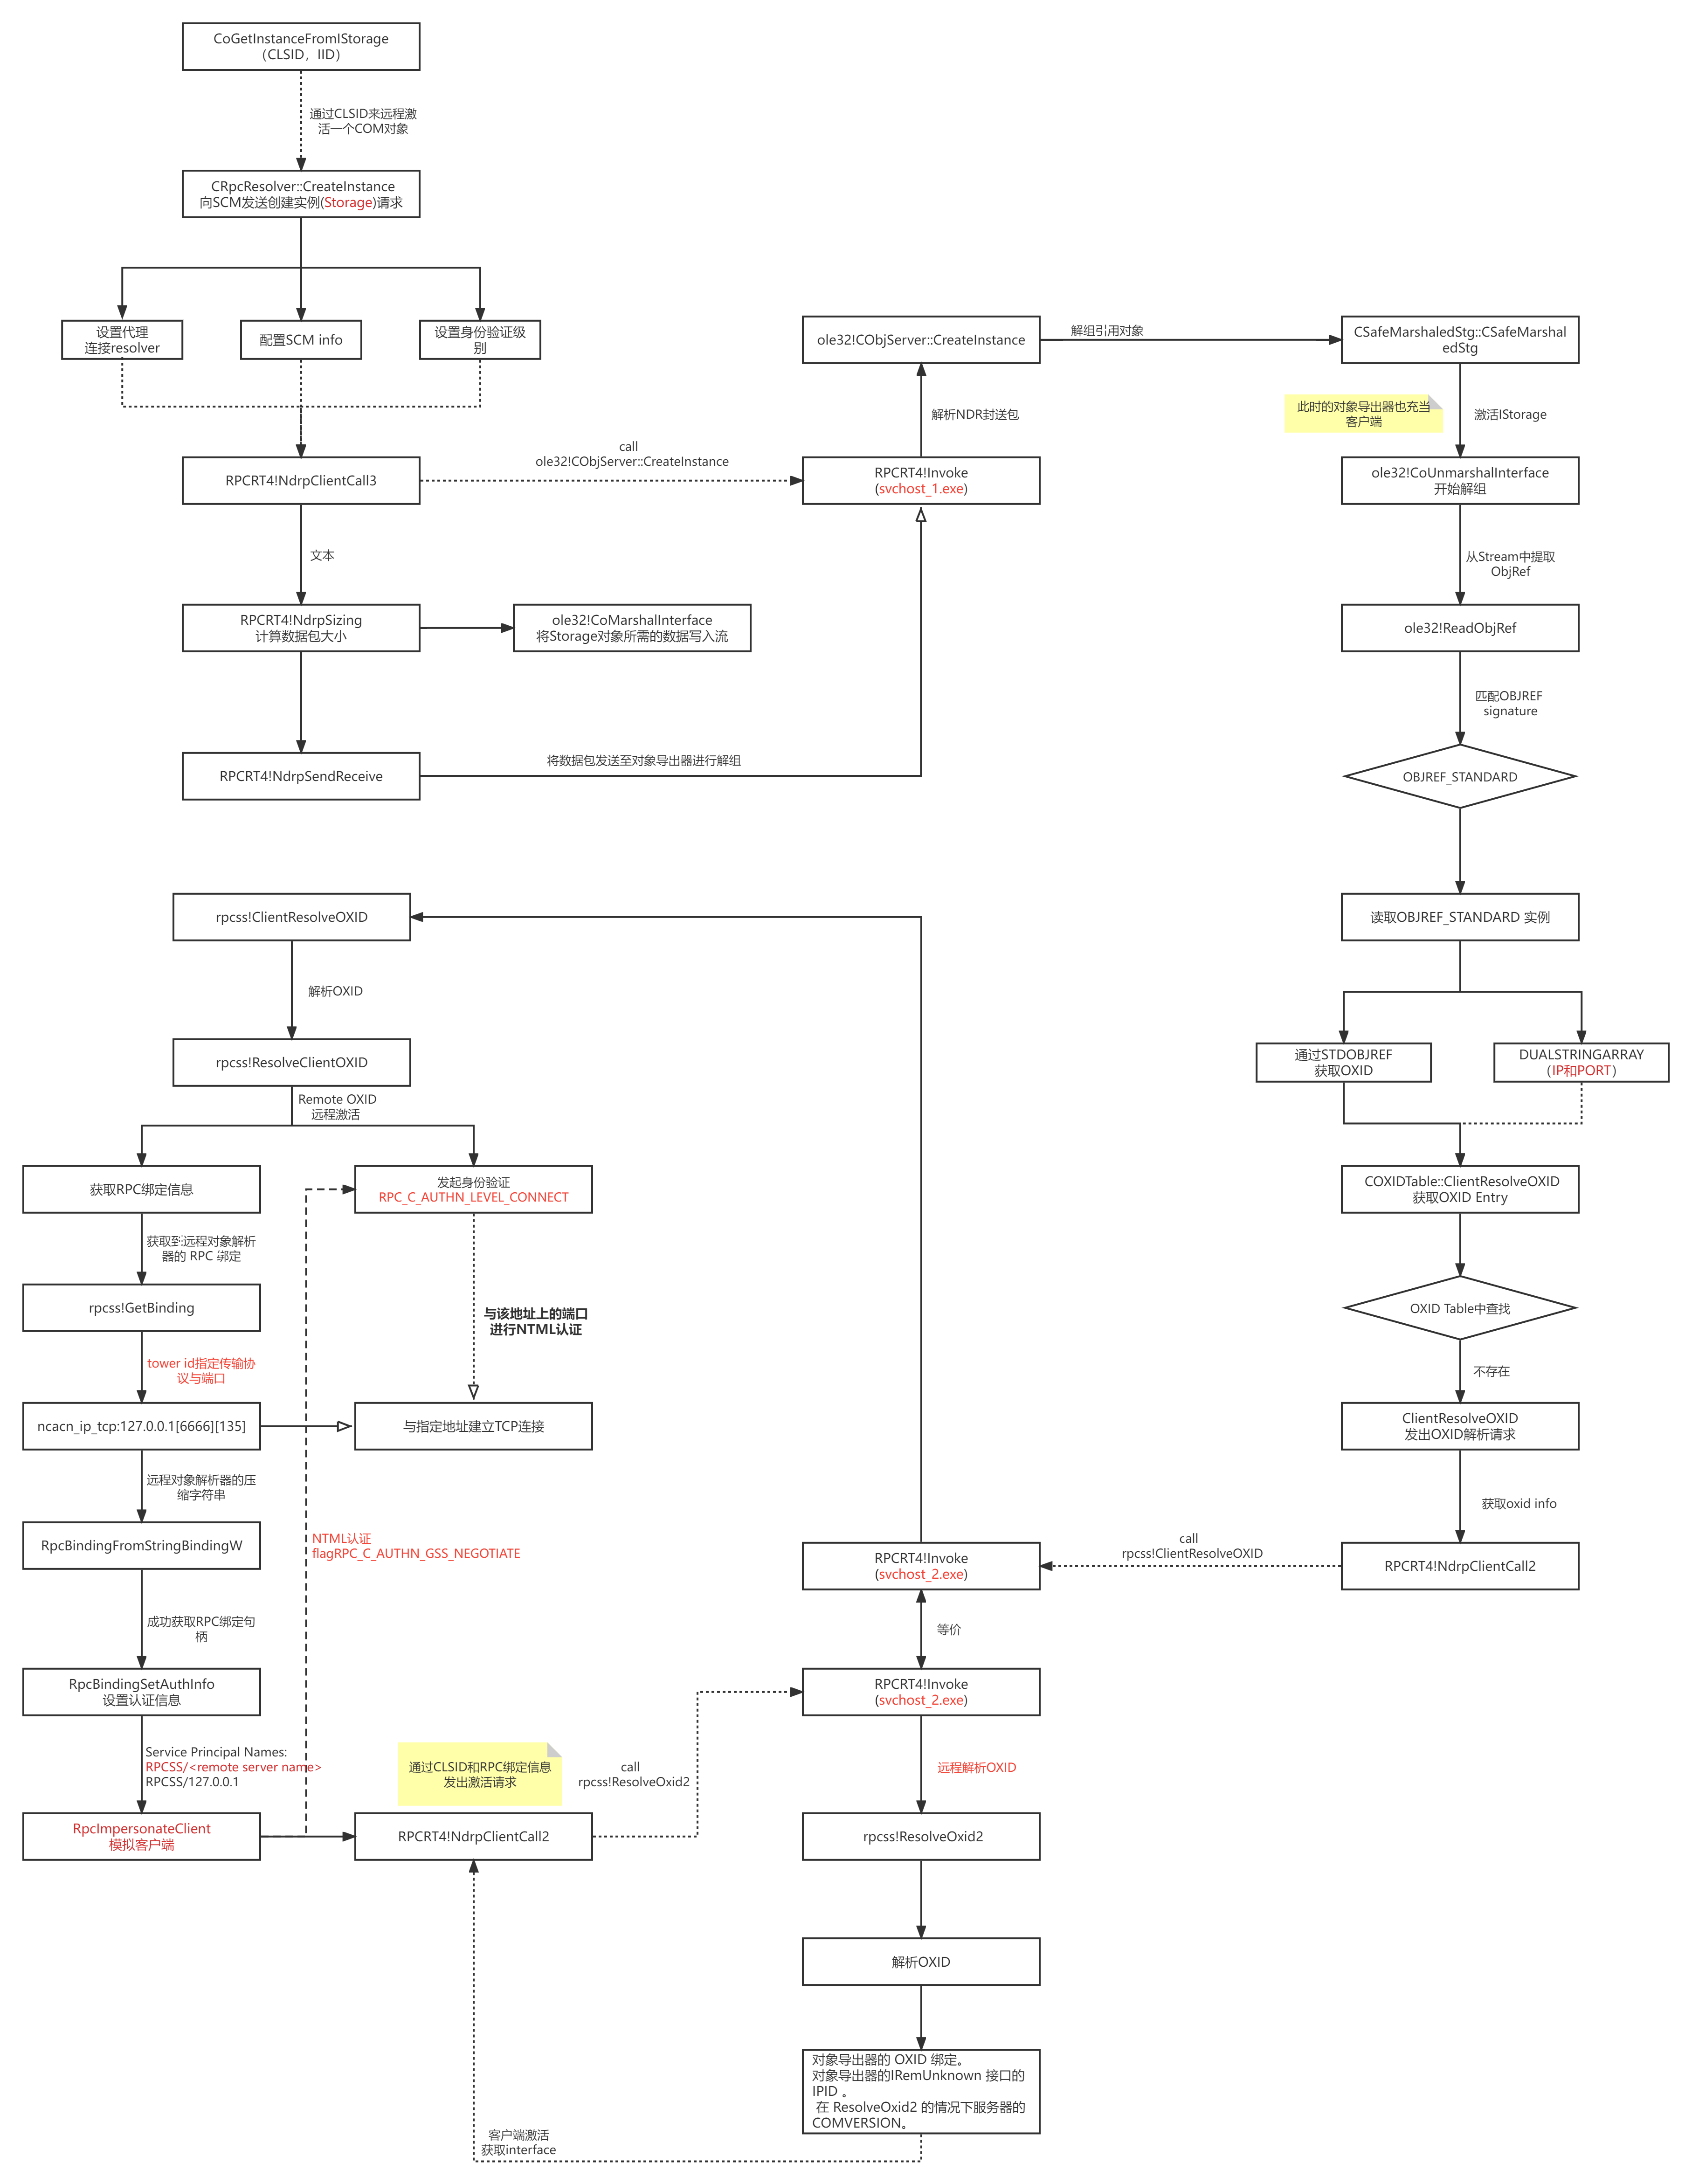 CoGetInstanceFromIStorage
（CLSID，IID）
通过CLSID来远程激
活一个COM对象
CRpcResolver::CreateInstance
向SCM发送创建实例(Storage)请求
设置代理
连接resolver
配置SCM info
设置身份验证级
别
RPCRT4!NdrpClientCall3
call
ole32!CObjServer::CreateInstance
文本
RPCRT4!NdrpSizing
计算数据包大小
ole32!CoMarshalInterface
将Storage对象所需的数据写入流
RPCRT4!NdrpSendReceive
将数据包发送至对象导出器进行解组
RPCRT4!Invoke
(svchost_1.exe)
解析NDR封送包
ole32!CObjServer::CreateInstance
解组引用对象
CSafeMarshaledStg::CSafeMarshal
edStg
此时的对象导出器也充当
客户端
激活IStorage
ole32!CoUnmarshalInterface
开始解组
从Stream中提取
ObjRef
ole32!ReadObjRef
匹配OBJREF
signature
OBJREF_STANDARD
读取OBJREF_STANDARD 实例
通过STDOBJREF
获取OXID
DUALSTRINGARRAY
（IP和PORT）
COXIDTable::ClientResolveOXID
获取OXID Entry
OXID Table中查找
不存在
ClientResolveOXID
发出OXID解析请求
获取oxid info
RPCRT4!NdrpClientCall2
call
rpcss!ClientResolveOXID
RPCRT4!Invoke
(svchost_2.exe)
等价
RPCRT4!Invoke
(svchost_2.exe)
远程解析OXID
rpcss!ResolveOxid2
解析OXID
对象导出器的 OXID 绑定。
对象导出器的IRemUnknown 接口的
IPID 。
在 ResolveOxid2 的情况下服务器的
COMVERSION。
客户端激活
获取interface
rpcss!ClientResolveOXID
解析OXID
rpcss!ResolveClientOXID
Remote OXID
远程激活
获取RPC绑定信息
发起身份验证
RPC_C_AUTHN_LEVEL_CONNECT
获取到远程对象解析
器的 RPC 绑定
rpcss!GetBinding
与该地址上的端口
进行NTML认证
tower id指定传输协
议与端口
ncacn_ip_tcp:127.0.0.1[6666][135]
与指定地址建立TCP连接
远程对象解析器的压
缩字符串
RpcBindingFromStringBindingW
NTML认证
flagRPC_C_AUTHN_GSS_NEGOTIATE
成功获取RPC绑定句
柄
RpcBindingSetAuthInfo
设置认证信息
Service Principal Names:
RPCSS/<remote server name>
RPCSS/127.0.0.1
RpcImpersonateClient
模拟客户端
通过CLSID和RPC绑定信息
发出激活请求
RPCRT4!NdrpClientCall2
call
rpcss!ResolveOxid2